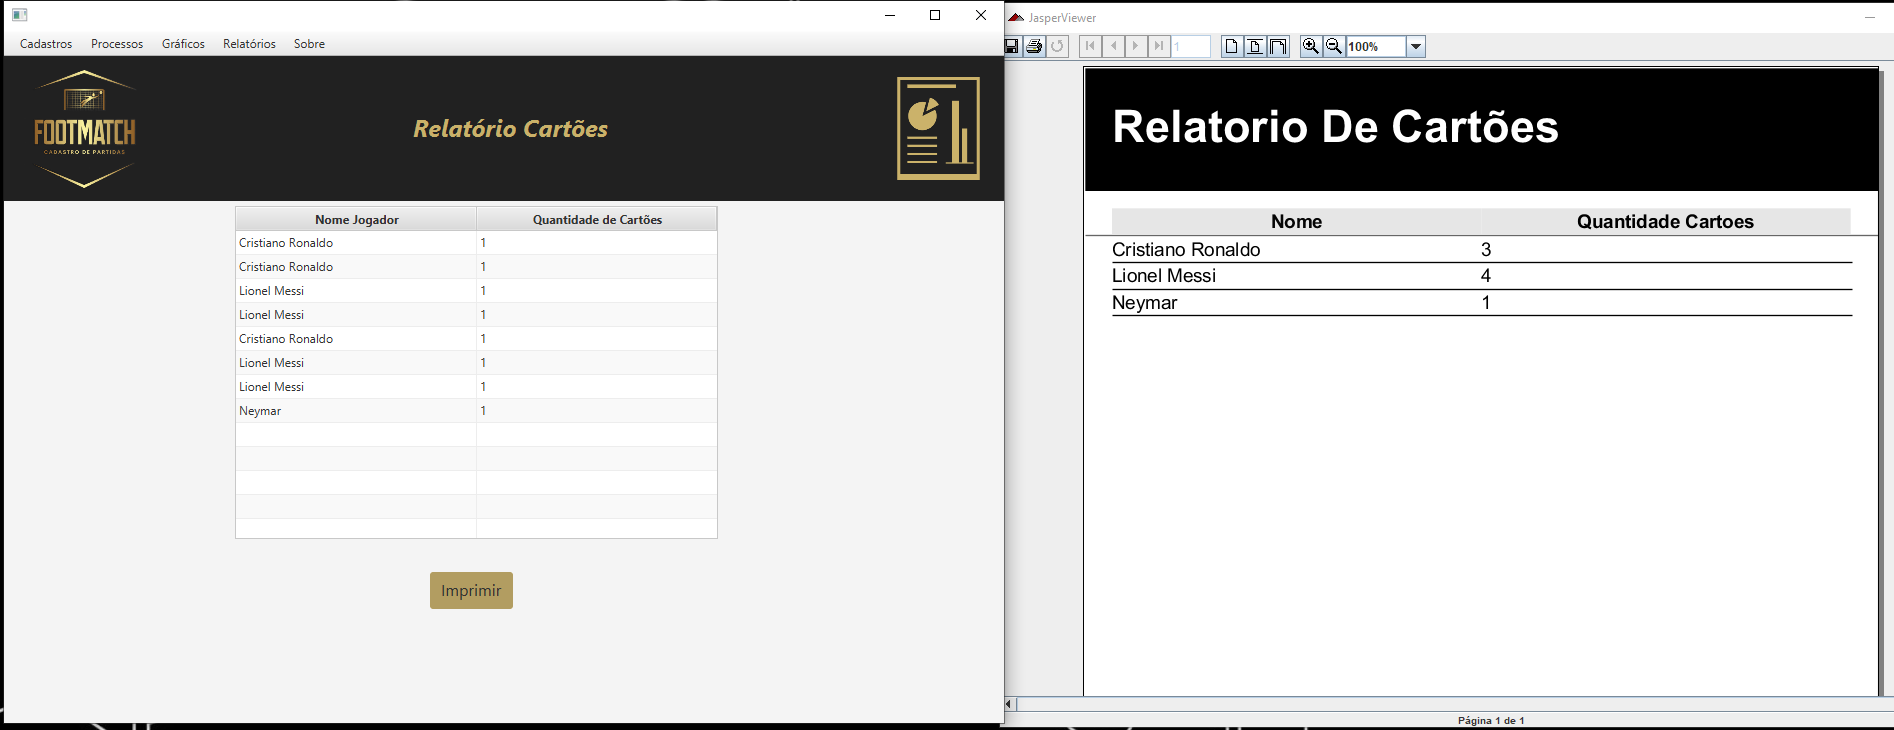 Cadastros Processos Gráficos Relatórios Sobre
FOOTMATCH
CADASTRO DE PARTIDAS
Relatório Cartões
Nome Jogador Quantidade de Cartões
Cristiano Ronaldo 1
Cristiano Ronaldo 1
Lionel Messi 1
Lionel Messi 1
Cristiano Ronaldo 1
Lionel Messi 1
Lionel Messi 1
Neymar 1
Imprimir
JasperViewer
1 100%
Relatorio De Cartões
Nome Quantidade Cartoes
Cristiano Ronaldo 3
Lionel Messi 4
Neymar 1
Página 1 de 1